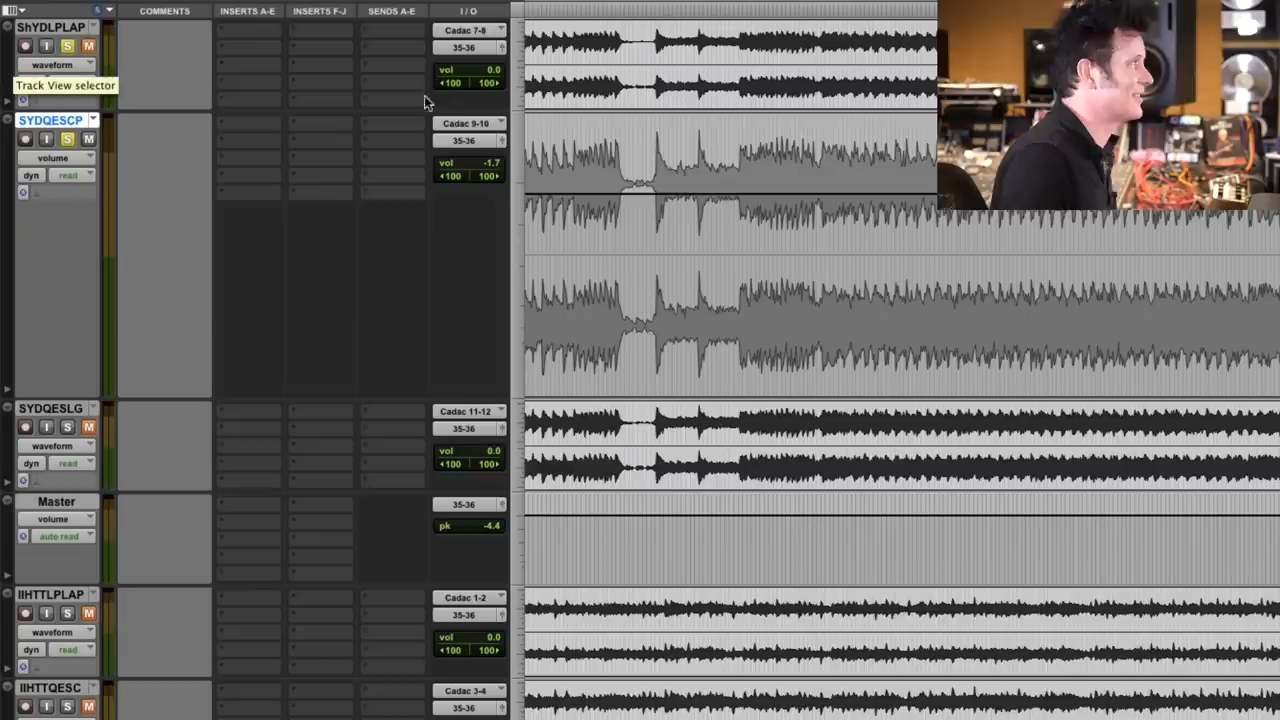 COMMENTS INSERTS A-E INSERTS F-J SENDS A-E I / O
ShYDLPLAP
I S M
waveform
Track View selector
Cadac 7-8
35-36
vol 0.0
100 100
SYDQESCP
I S M
volume
dyn read
Cadac 9-10
35-36
vol -1.7
100 100
SYDQESLG
I S M
waveform
dyn read
Cadac 11-12
35-36
vol 0.0
100 100
Master
volume
auto read
35-36
pk -4.4
IIHTTLPLAP
I S M
waveform
dyn read
Cadac 1-2
35-36
vol 0.0
100 100
IIHTTQESC
I S M
Cadac 3-4
35-36